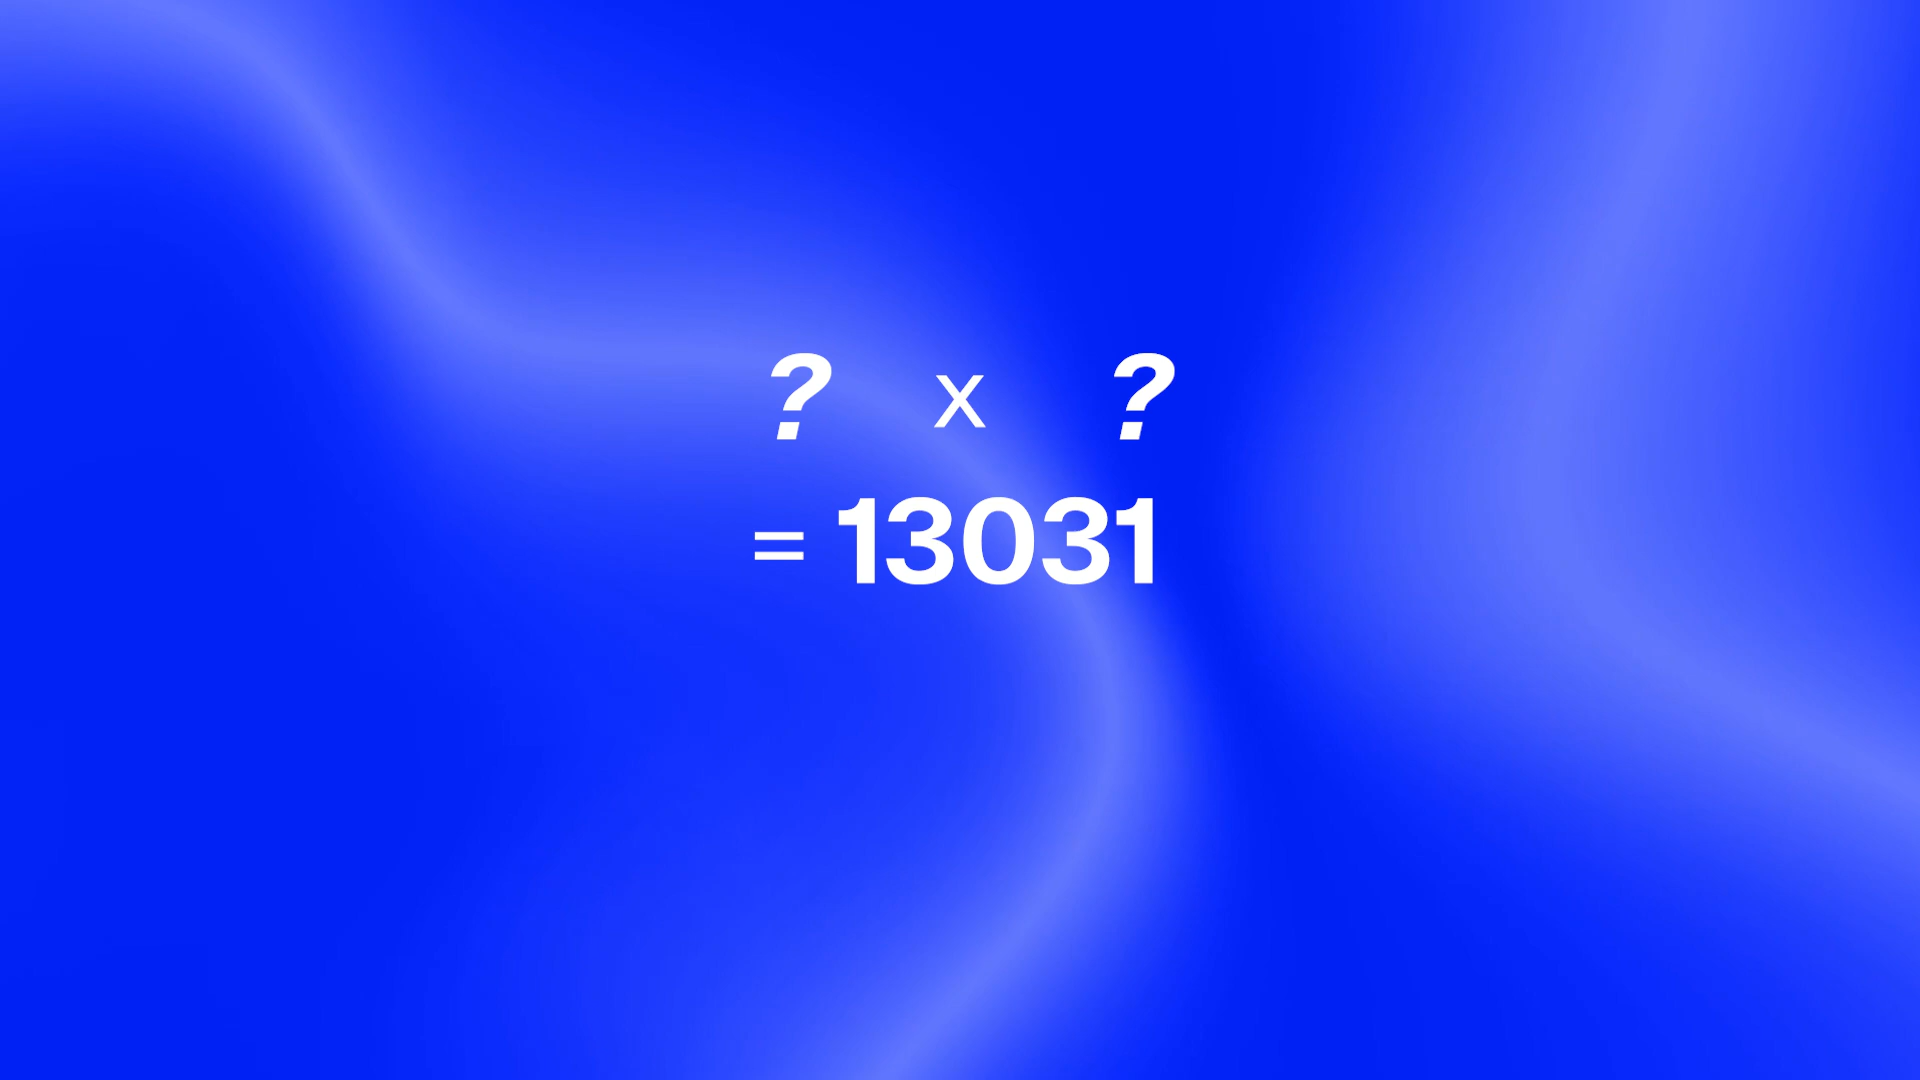 ? x ?
= 13031